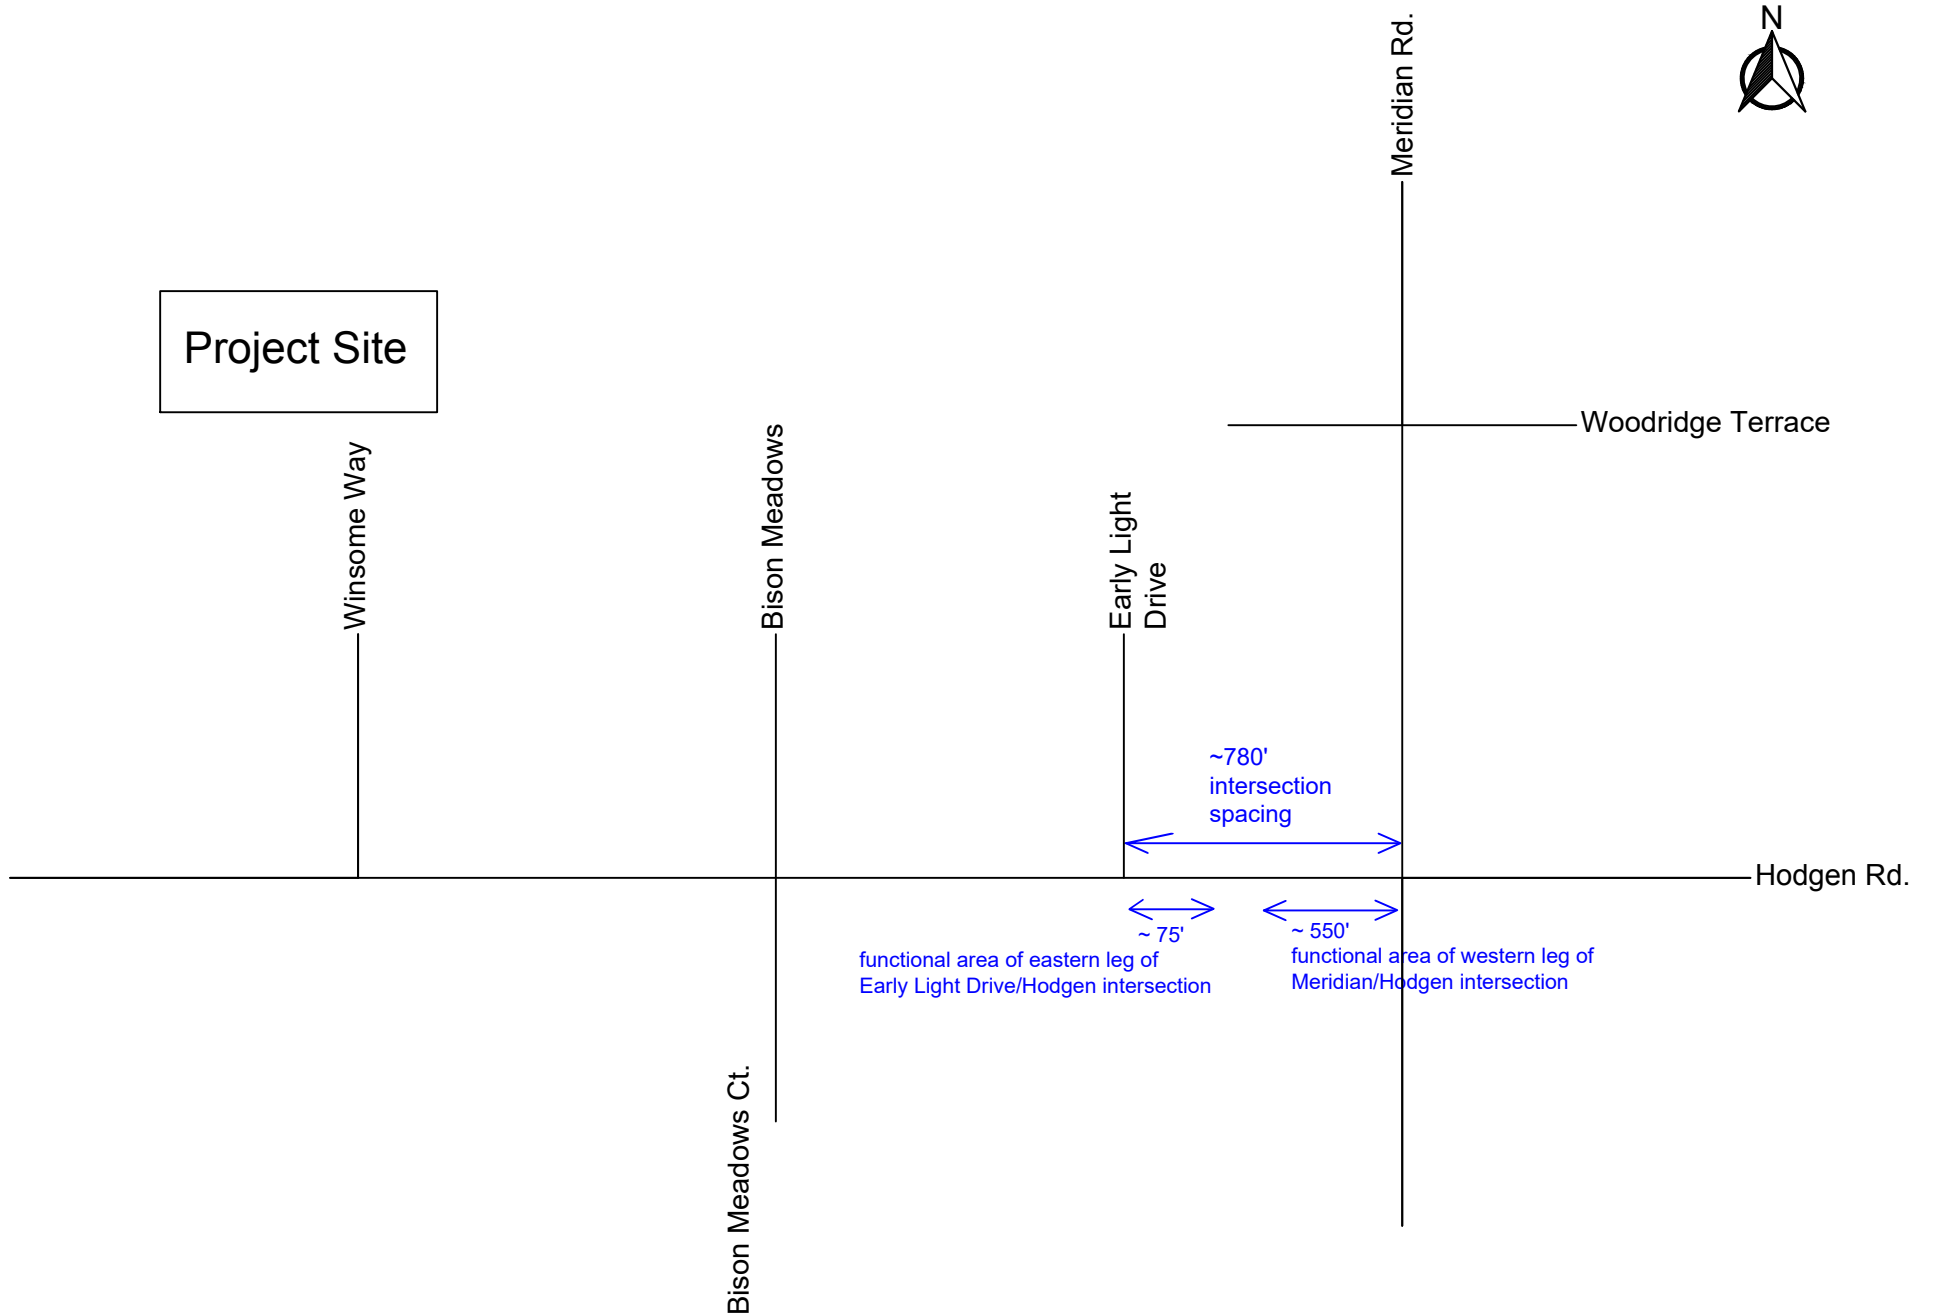 N
Meridian Rd.
Project Site
Woodridge Terrace
Winsome Way
Bison Meadows
Early Light
Drive
~780'
intersection
spacing
Hodgen Rd.
~ 75'
functional area of eastern leg of
Early Light Drive/Hodgen intersection
~ 550'
functional area of western leg of
Meridian/Hodgen intersection
Bison Meadows Ct.